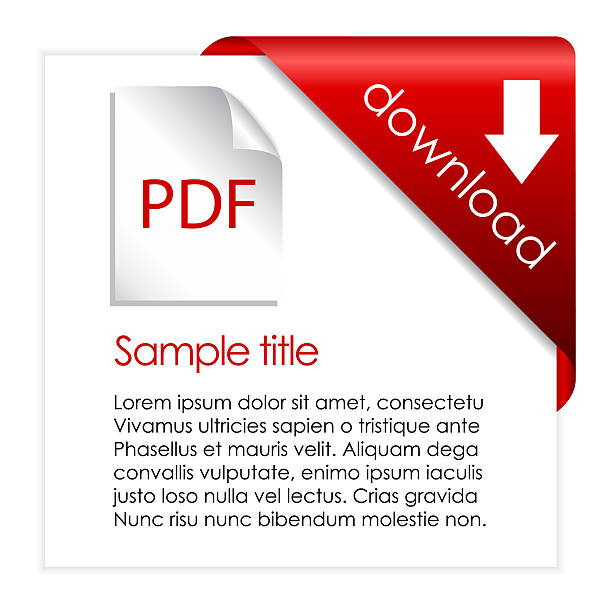 download
PDF
Sample title
Lorem ipsum dolor sit amet, consectetu
Vivamus ultricies sapien o tristique ante
Phasellus et mauris velit. Aliquam dega
convallis vulputate, enimo ipsum iaculis
justo loso nulla vel lectus. Crias gravida
Nunc risu nunc bibendum molestie non.